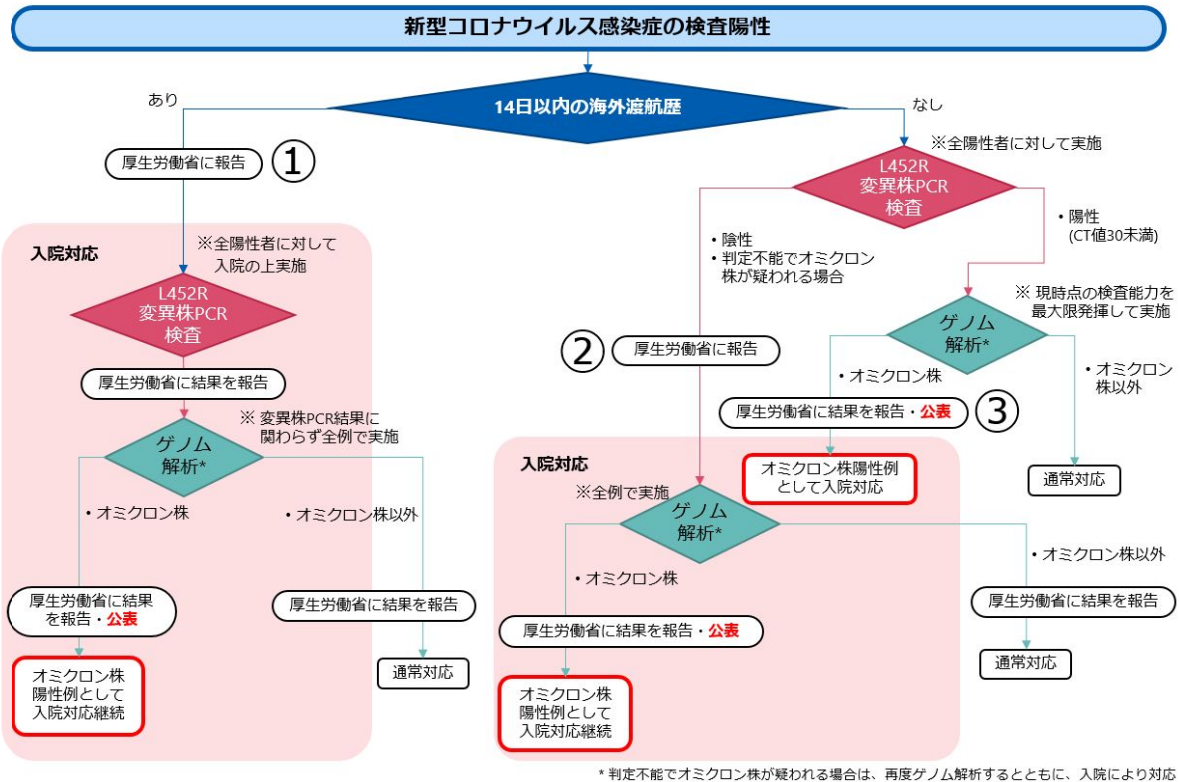 新型コロナウイルス感染症の検査陽性
14日以内の海外渡航歴
あり
なし
厚生労働省に報告
①
入院対応
※全陽性者に対して
入院の上実施
L452R
変異株PCR
検査
厚生労働省に結果を報告
※ 変異株PCR結果に
関わらず全例で実施
ゲノム
解析*
・オミクロン株
・オミクロン株以外
厚生労働省に結果
を報告・公表
厚生労働省に結果を報告
オミクロン株
陽性例として
入院対応継続
通常対応
※全陽性者に対して実施
L452R
変異株PCR
検査
・陰性
・判定不能でオミクロン
株が疑われる場合
・陽性
(CT値30未満)
※ 現時点の検査能力を
最大限発揮して実施
ゲノム
解析*
②
厚生労働省に報告
・オミクロン株
・オミクロン
株以外
厚生労働省に結果を報告・公表
③
オミクロン株陽性例
として入院対応
通常対応
入院対応
※全例で実施
ゲノム
解析*
・オミクロン株
・オミクロン株以外
厚生労働省に結果を報告・公表
厚生労働省に結果を報告
オミクロン株
陽性例として
入院対応継続
通常対応
* 判定不能でオミクロン株が疑われる場合は、再度ゲノム解析するとともに、入院により対応